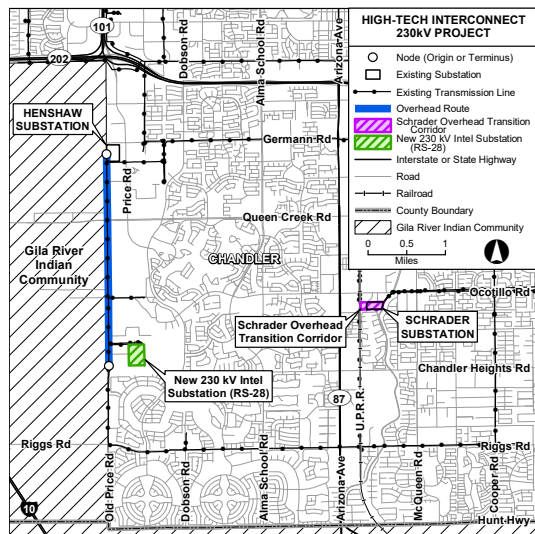 HIGH-TECH INTERCONNECT
230kV PROJECT
Node (Origin or Terminus)
Existing Substation
Existing Transmission Line
Overhead Route
Schrader Overhead Transition
Corridor
New 230 kV Intel Substation
(RS-28)
Interstate or State Highway
Road
Railroad
County Boundary
Gila River Indian Community
0 1
Miles
101
202
Dobson Rd
Alma School Rd
Arizona Ave
HENSHAW
SUBSTATION
Germann Rd
Price Rd
Queen Creek Rd
Gila River
Indian
Community
CHANDLER
Ocotillo Rd
Schrader Overhead
Transition Corridor
SCHRADER
SUBSTATION
New 230 kV Intel
Substation (RS-28)
Chandler Heights Rd
87
U.P.R.R.
Riggs Rd
Riggs Rd
Old Price Rd
Dobson Rd
Alma School Rd
Arizona Ave
McQueen Rd
Cooper Rd
10
Hunt Hwy